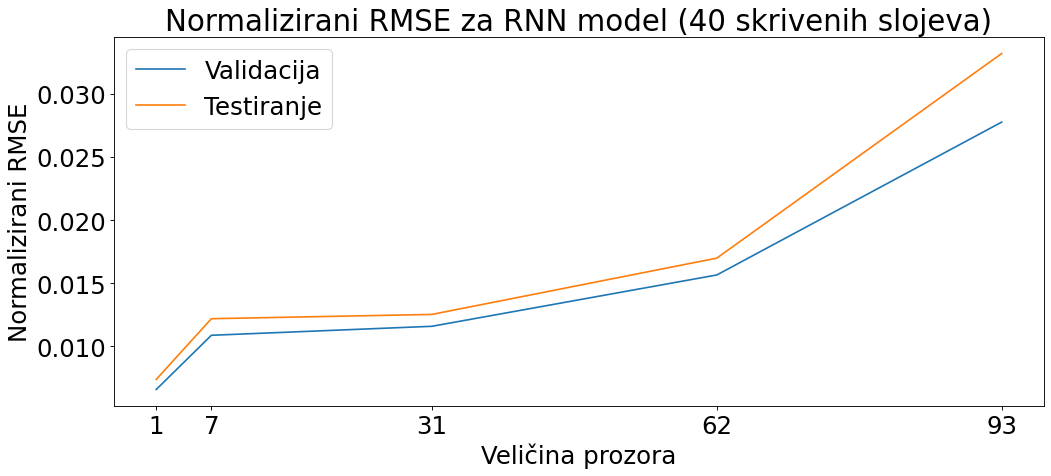 Normalizirani RMSE za RNN model (40 skrivenih slojeva)
Validacija
Testiranje
Normalizirani RMSE
0.030
0.025
0.020
0.015
0.010
1 7 31 62 93
Veličina prozora